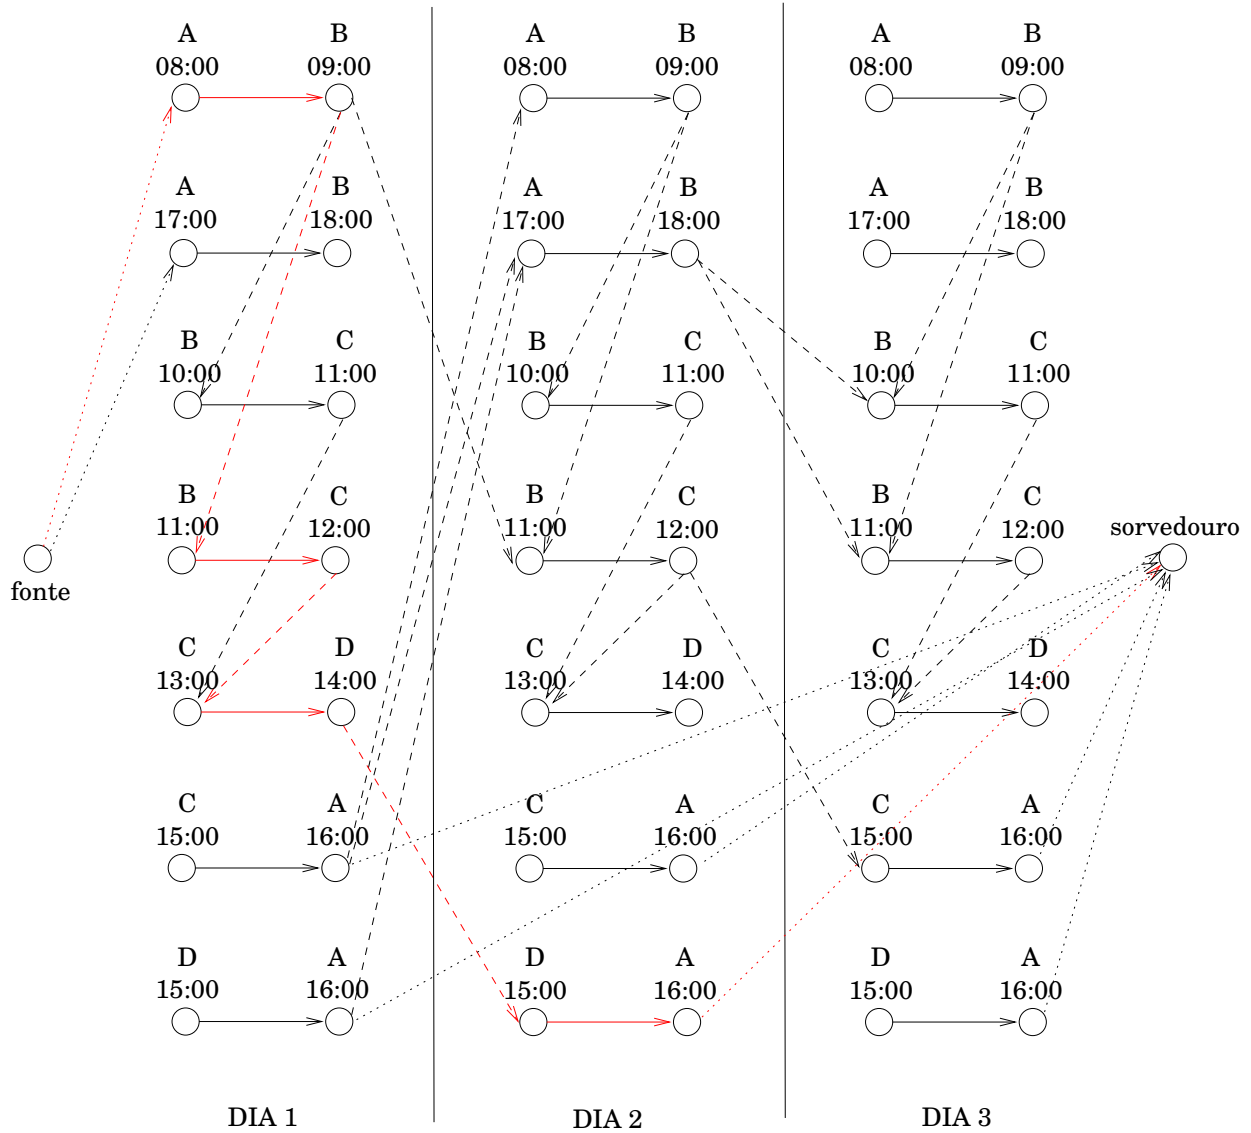 A B A B A B
08:00 09:00 08:00 09:00 08:00 09:00
A B A B A B
17:00 18:00 17:00 18:00 17:00 18:00
B C B C B C
10:00 11:00 10:00 11:00 10:00 11:00
B C B C B C
11:00 12:00 11:00 12:00 11:00 12:00
sorvedouro
fonte
C D C D C D
13:00 14:00 13:00 14:00 13:00 14:00
C A C A C A
15:00 16:00 15:00 16:00 15:00 16:00
D A D A D A
15:00 16:00 15:00 16:00 15:00 16:00
DIA 1 DIA 2 DIA 3